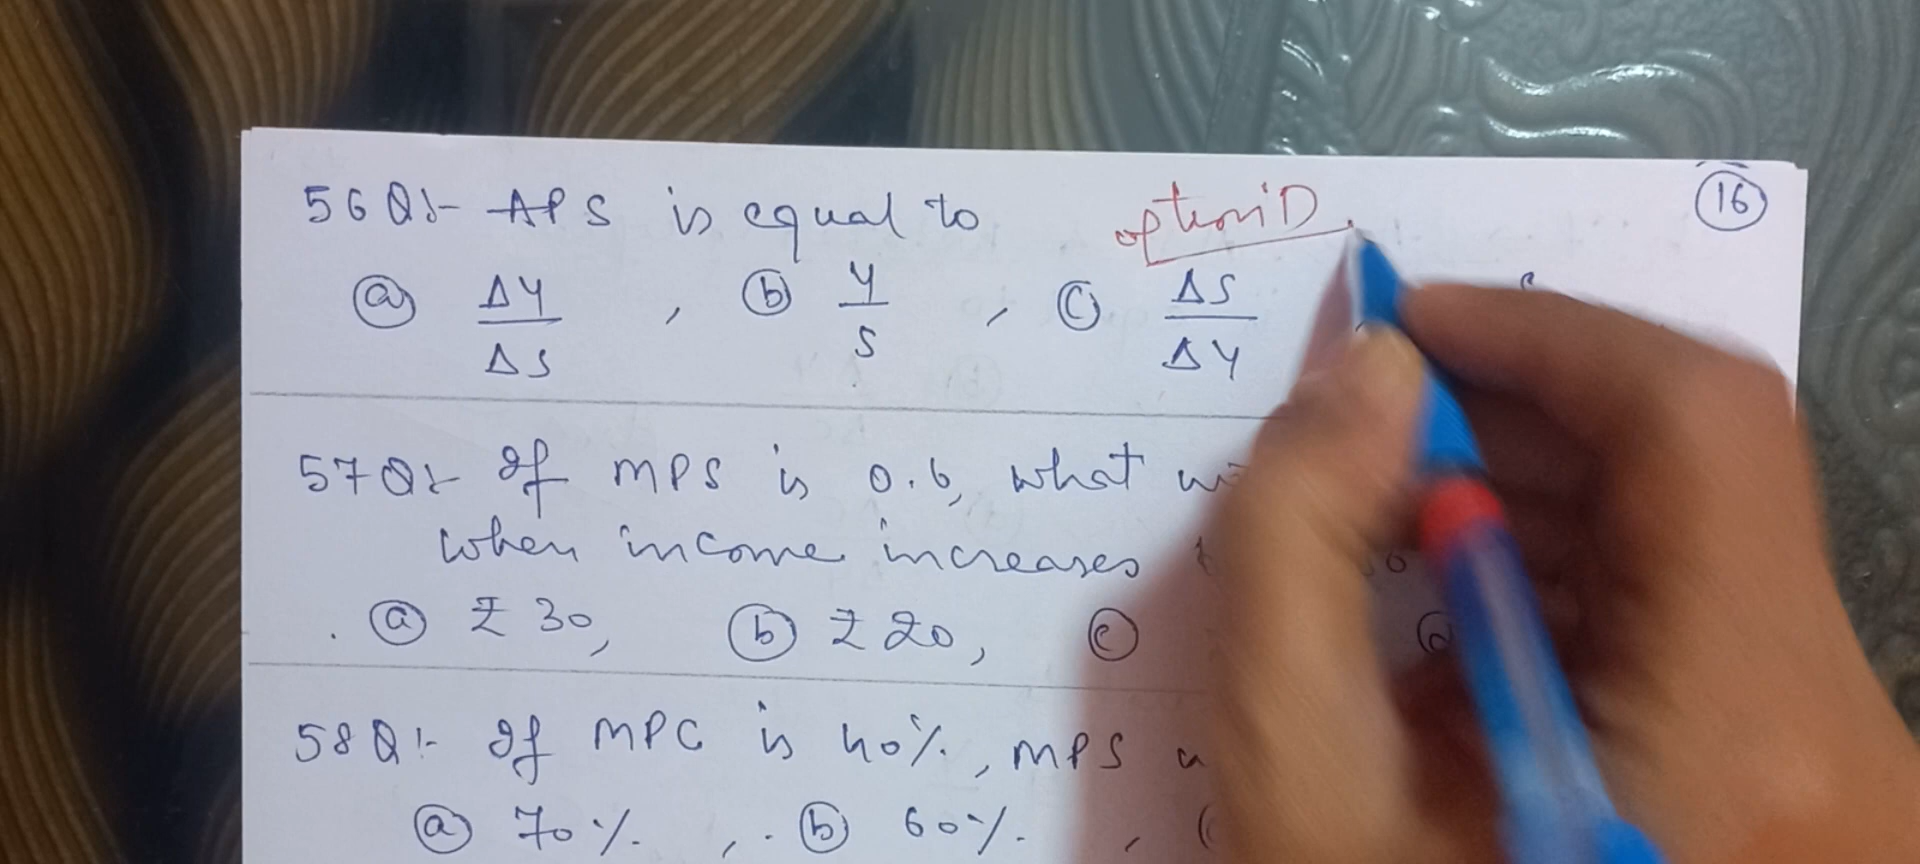 16
56Q:- APS is equal to option D
(a) ΔY/ΔS , (b) Y/S , (c) ΔS/ΔY
57Q:- If MPS is 0.6, what
when income increases
(a) ₹ 30, (b) ₹ 20, (c)
58Q:- If MPC is 40%, MPS
(a) 70% , (b) 60% ,